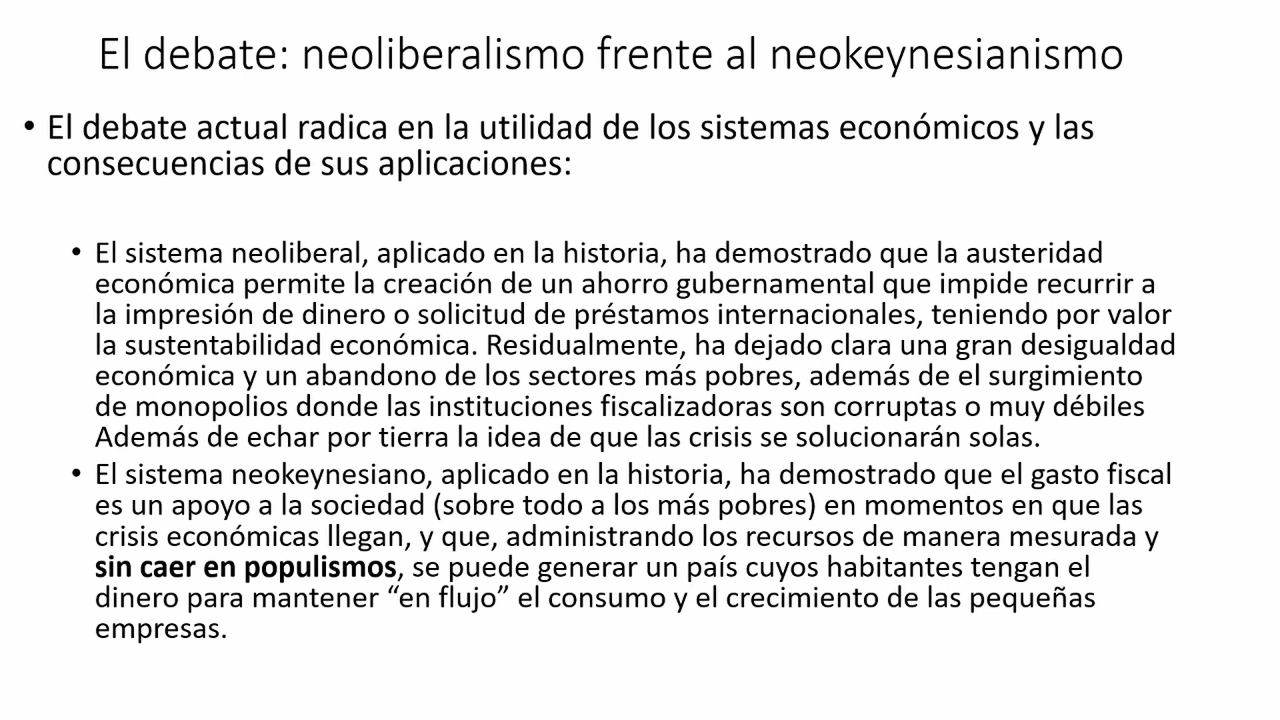 El debate: neoliberalismo frente al neokeynesianismo
• El debate actual radica en la utilidad de los sistemas económicos y las
consecuencias de sus aplicaciones:
• El sistema neoliberal, aplicado en la historia, ha demostrado que la austeridad
económica permite la creación de un ahorro gubernamental que impide recurrir a
la impresión de dinero o solicitud de préstamos internacionales, teniendo por valor
la sustentabilidad económica. Residualmente, ha dejado clara una gran desigualdad
económica y un abandono de los sectores más pobres, además de el surgimiento
de monopolios donde las instituciones fiscalizadoras son corruptas o muy débiles
Además de echar por tierra la idea de que las crisis se solucionarán solas.
• El sistema neokeynesiano, aplicado en la historia, ha demostrado que el gasto fiscal
es un apoyo a la sociedad (sobre todo a los más pobres) en momentos en que las
crisis económicas llegan, y que, administrando los recursos de manera mesurada y
sin caer en populismos, se puede generar un país cuyos habitantes tengan el
dinero para mantener “en flujo” el consumo y el crecimiento de las pequeñas
empresas.